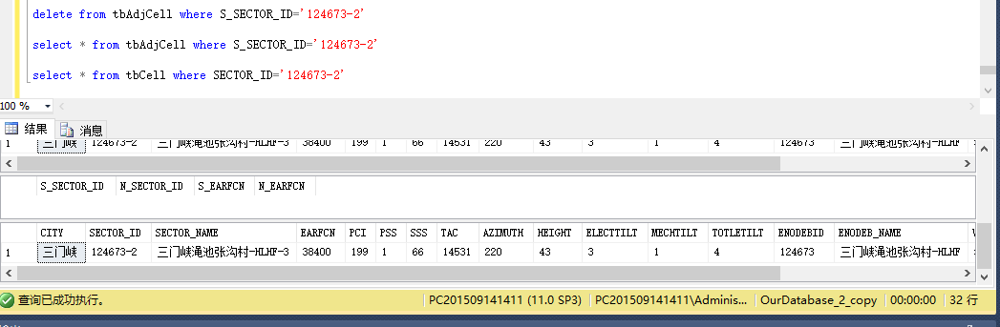 delete from tbAdjCell where S_SECTOR_ID='124673-2'
select * from tbAdjCell where S_SECTOR_ID='124673-2'
select * from tbCell where SECTOR_ID='124673-2'
100 %
结果 消息
1 三门峡 124673-2 三门峡渑池张沟村-HLHF-3 38400 199 1 66 14531 220 43 3 1 4 124673 三门峡渑池张沟村-HLHF
S_SECTOR_ID N_SECTOR_ID S_EARFCN N_EARFCN
CITY SECTOR_ID SECTOR_NAME EARFCN PCI PSS SSS TAC AZIMUTH HEIGHT ELECTTILT MECHTILT TOTLETILT ENODEBID ENODEB_NAME
1 三门峡 124673-2 三门峡渑池张沟村-HLHF-3 38400 199 1 66 14531 220 43 3 1 4 124673 三门峡渑池张沟村-HLHF
查询已成功执行。 PC201509141411 (11.0 SP3) PC201509141411\Adminis... OurDatabase_2_copy 00:00:00 32 行